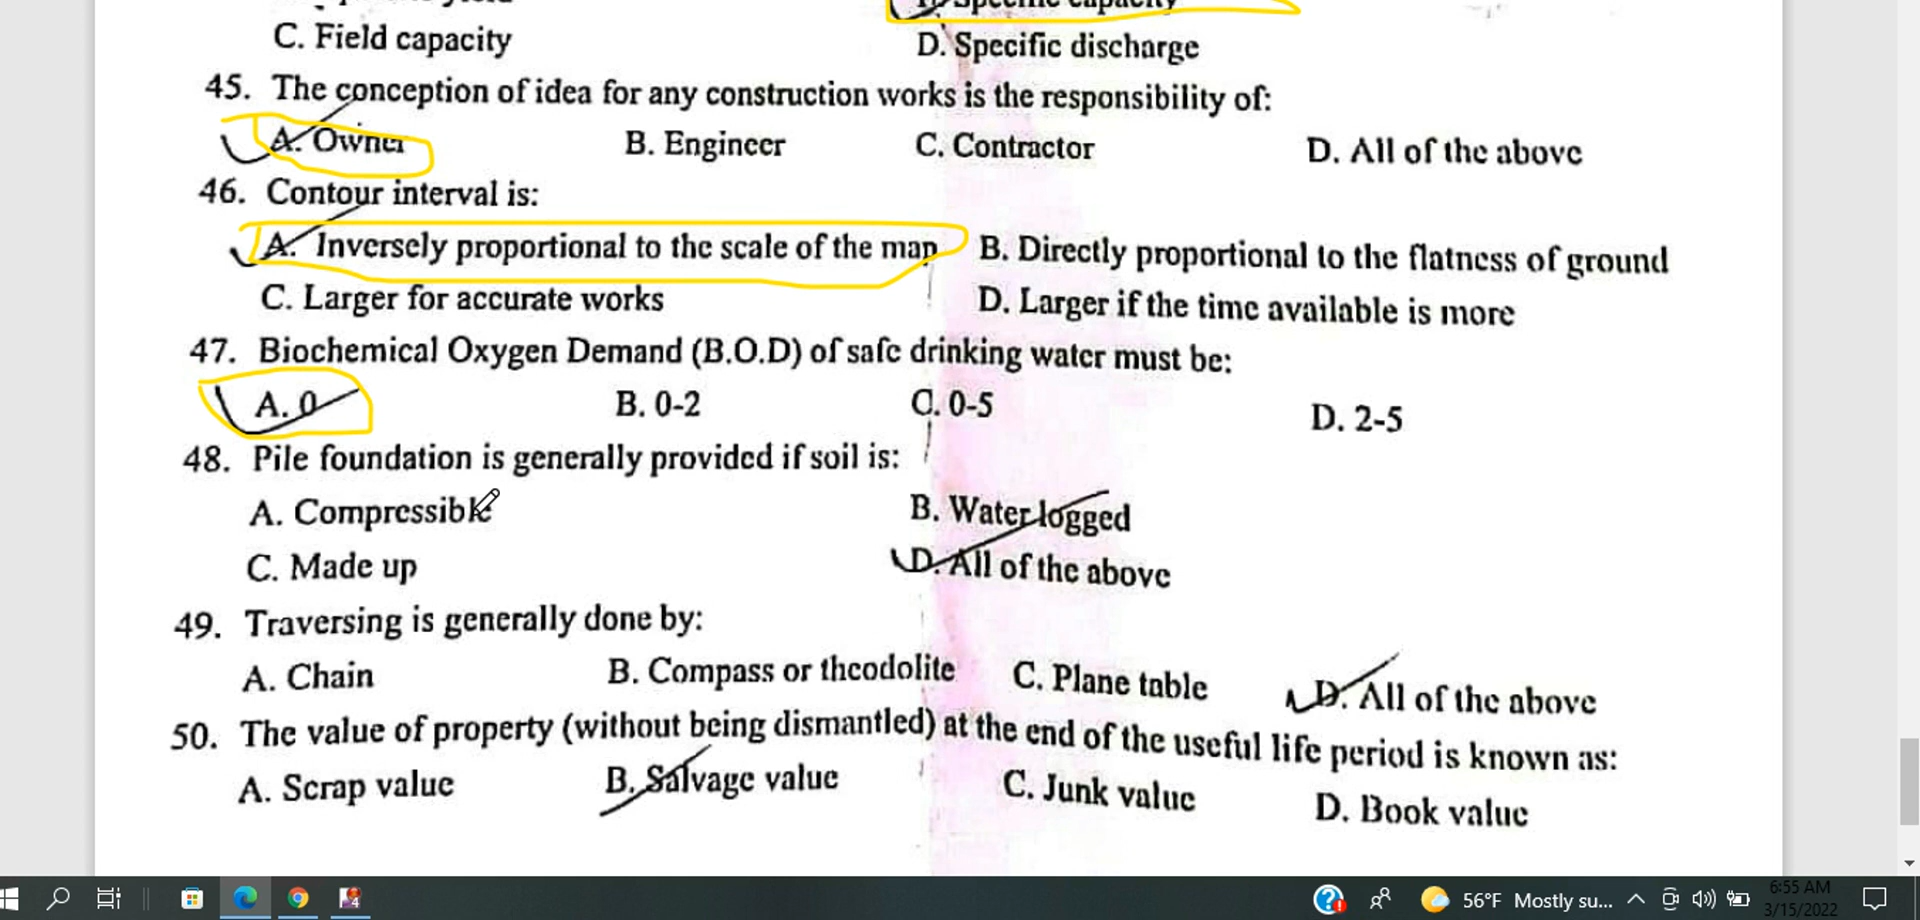 B. Specific capacity
C. Field capacity
D. Specific discharge
45. The conception of idea for any construction works is the responsibility of:
A. Owner B. Engineer C. Contractor D. All of the above
46. Contour interval is:
A. Inversely proportional to the scale of the map B. Directly proportional to the flatness of ground
C. Larger for accurate works D. Larger if the time available is more
47. Biochemical Oxygen Demand (B.O.D) of safe drinking water must be:
A. 0 B. 0-2 C. 0-5 D. 2-5
48. Pile foundation is generally provided if soil is:
A. Compressible B. Water logged
C. Made up D. All of the above
49. Traversing is generally done by:
A. Chain B. Compass or theodolite C. Plane table D. All of the above
50. The value of property (without being dismantled) at the end of the useful life period is known as:
A. Scrap value B. Salvage value C. Junk value D. Book value
56°F Mostly su... 6:55 AM
3/15/2022